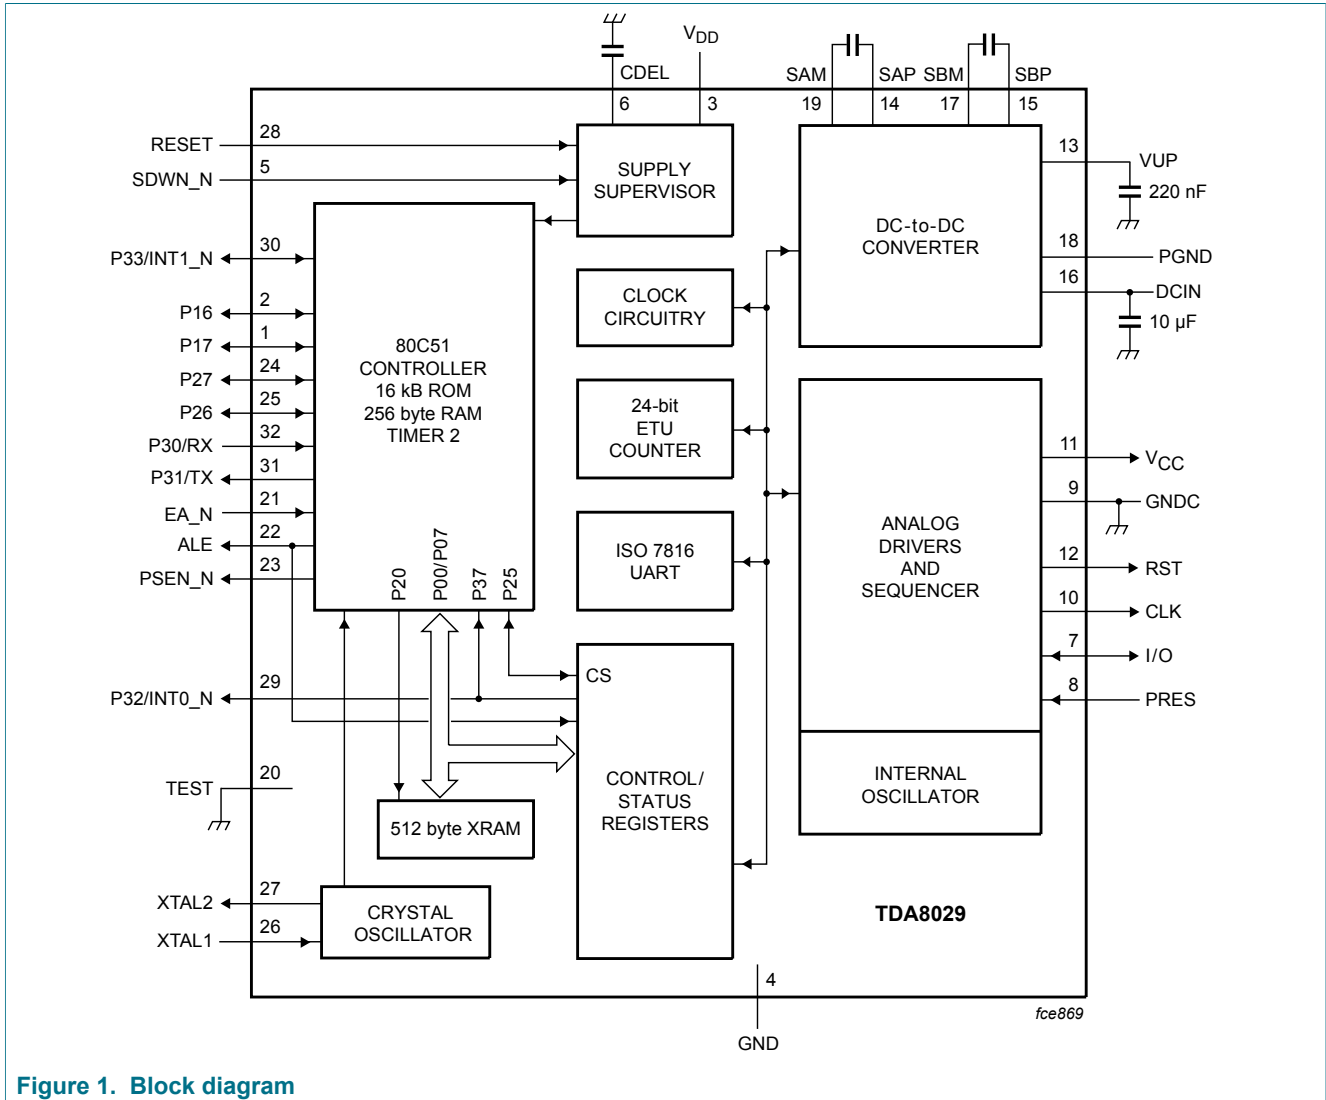 VDD
CDEL
SAM
SAP
SBM
SBP
6
3
19
14
17
15
RESET
28
SDWN_N
5
SUPPLY
SUPERVISOR
13
VUP
220 nF
DC-to-DC
CONVERTER
18
PGND
16
DCIN
10 µF
P33/INT1_N
30
P16
2
P17
1
P27
24
P26
25
P30/RX
32
P31/TX
31
EA_N
21
ALE
22
PSEN_N
23
80C51
CONTROLLER
16 kB ROM
256 byte RAM
TIMER 2
P20
P00/P07
P37
P25
CLOCK
CIRCUITRY
24-bit
ETU
COUNTER
ISO 7816
UART
ANALOG
DRIVERS
AND
SEQUENCER
11
VCC
9
GNDC
12
RST
10
CLK
7
I/O
8
PRES
P32/INT0_N
29
CS
CONTROL/
STATUS
REGISTERS
INTERNAL
OSCILLATOR
TEST
20
512 byte XRAM
XTAL2
27
XTAL1
26
CRYSTAL
OSCILLATOR
TDA8029
4
GND
fce869
Figure 1. Block diagram